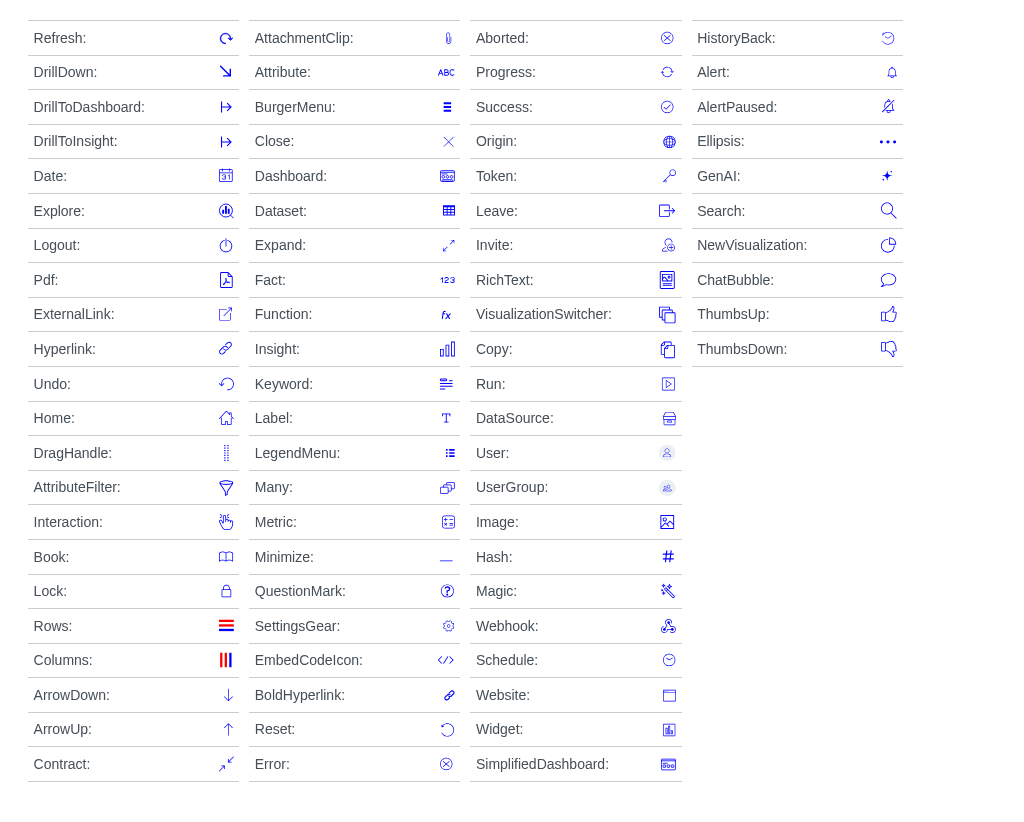 Refresh:
DrillDown:
DrillToDashboard:
DrillToInsight:
Date: 31
Explore:
Logout:
Pdf:
ExternalLink:
Hyperlink:
Undo:
Home:
DragHandle:
AttributeFilter:
Interaction:
Book:
Lock:
Rows:
Columns:
ArrowDown:
ArrowUp:
Contract:
AttachmentClip:
Attribute: ABC
BurgerMenu:
Close:
Dashboard:
Dataset:
Expand:
Fact: 123
Function: fx
Insight:
Keyword:
Label: T
LegendMenu:
Many:
Metric:
Minimize:
QuestionMark: ?
SettingsGear:
EmbedCodeIcon: </>
BoldHyperlink:
Reset:
Error:
Aborted:
Progress:
Success:
Origin:
Token:
Leave:
Invite:
RichText:
VisualizationSwitcher:
Copy:
Run:
DataSource:
User:
UserGroup:
Image:
Hash: #
Magic:
Webhook:
Schedule:
Website:
Widget:
SimplifiedDashboard:
HistoryBack:
Alert:
AlertPaused:
Ellipsis:
GenAI:
Search:
NewVisualization:
ChatBubble:
ThumbsUp:
ThumbsDown: